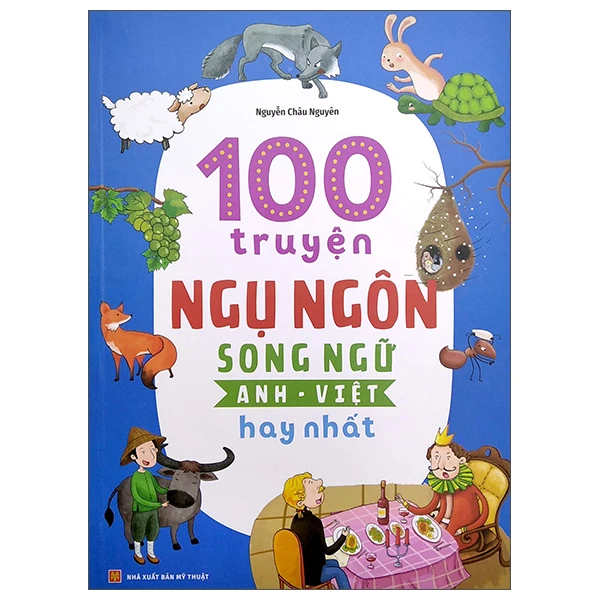 Nguyễn Châu Nguyên
100
truyện
NGỤ NGÔN
SONG NGỮ
ANH - VIỆT
hay nhất
NHÀ XUẤT BẢN MỸ THUẬT